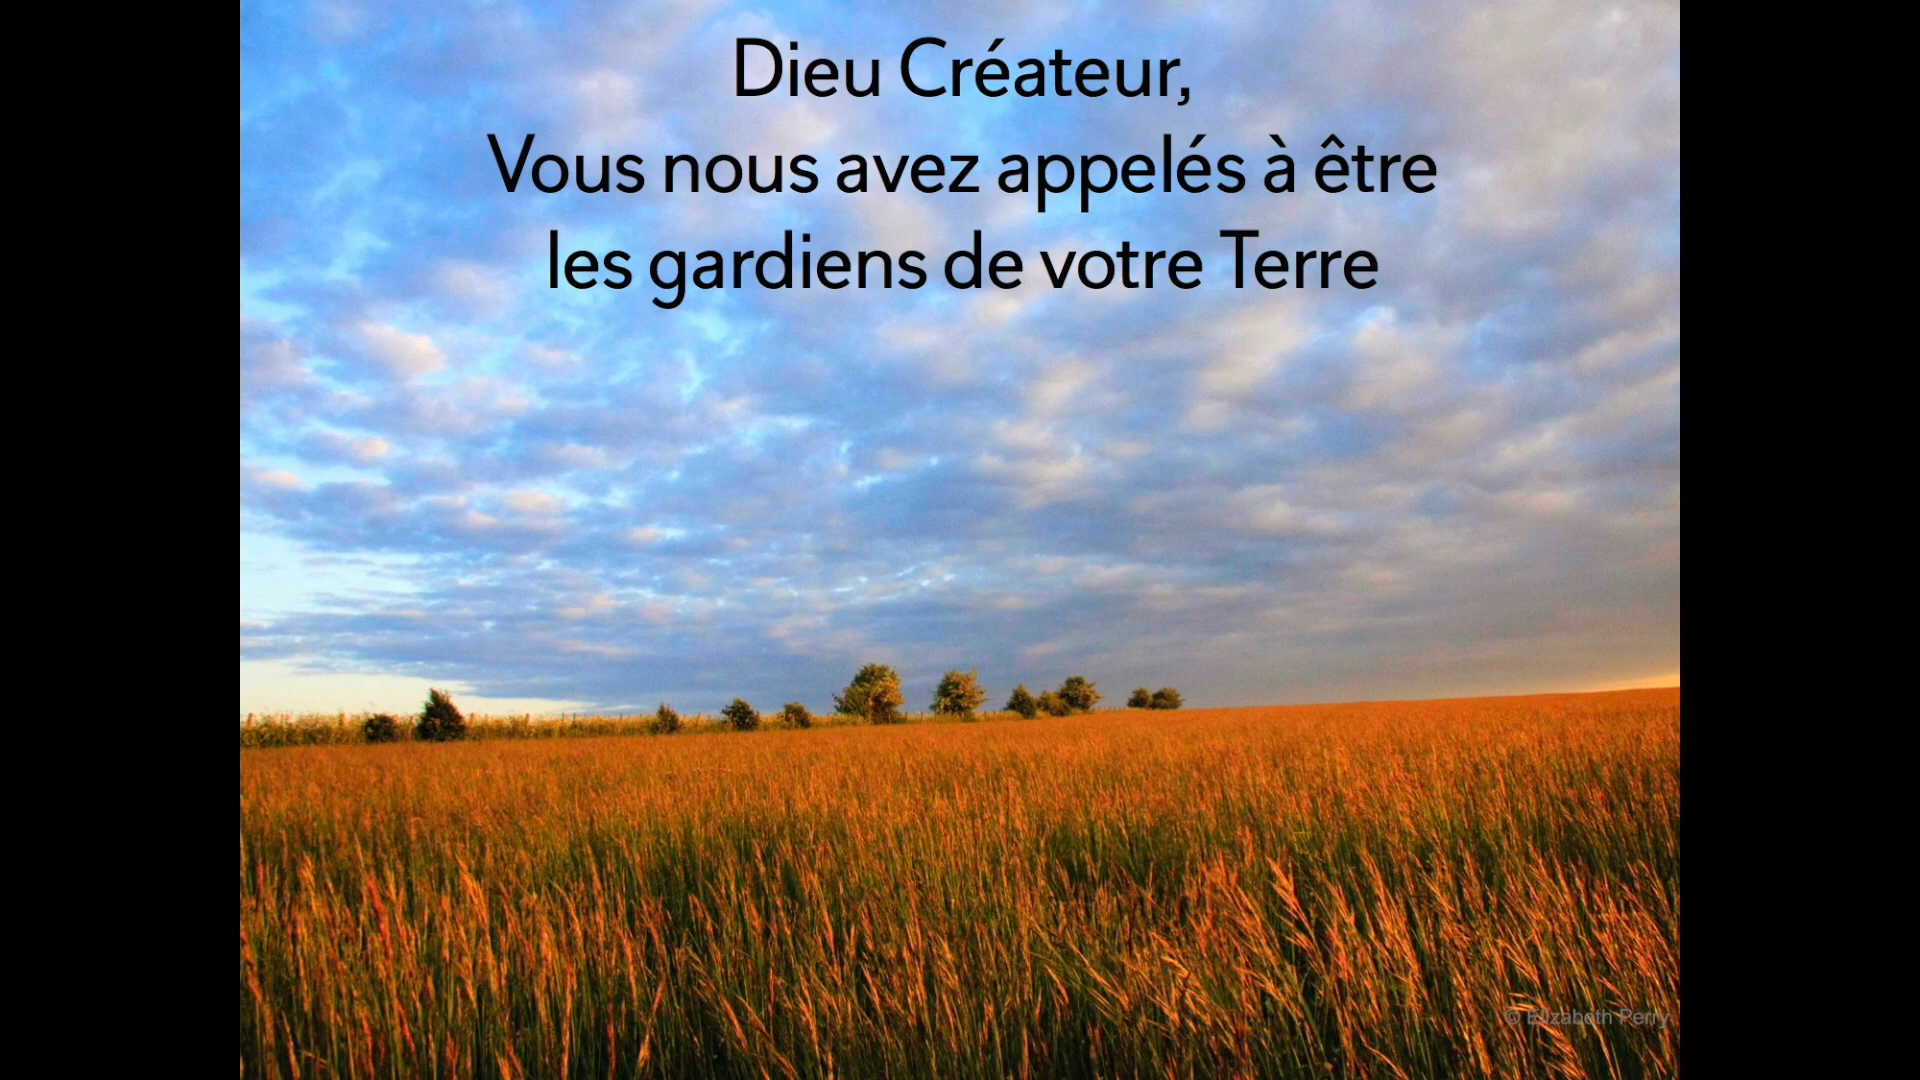 Dieu Créateur,
Vous nous avez appelés à être
les gardiens de votre Terre
© Elizabeth Perry